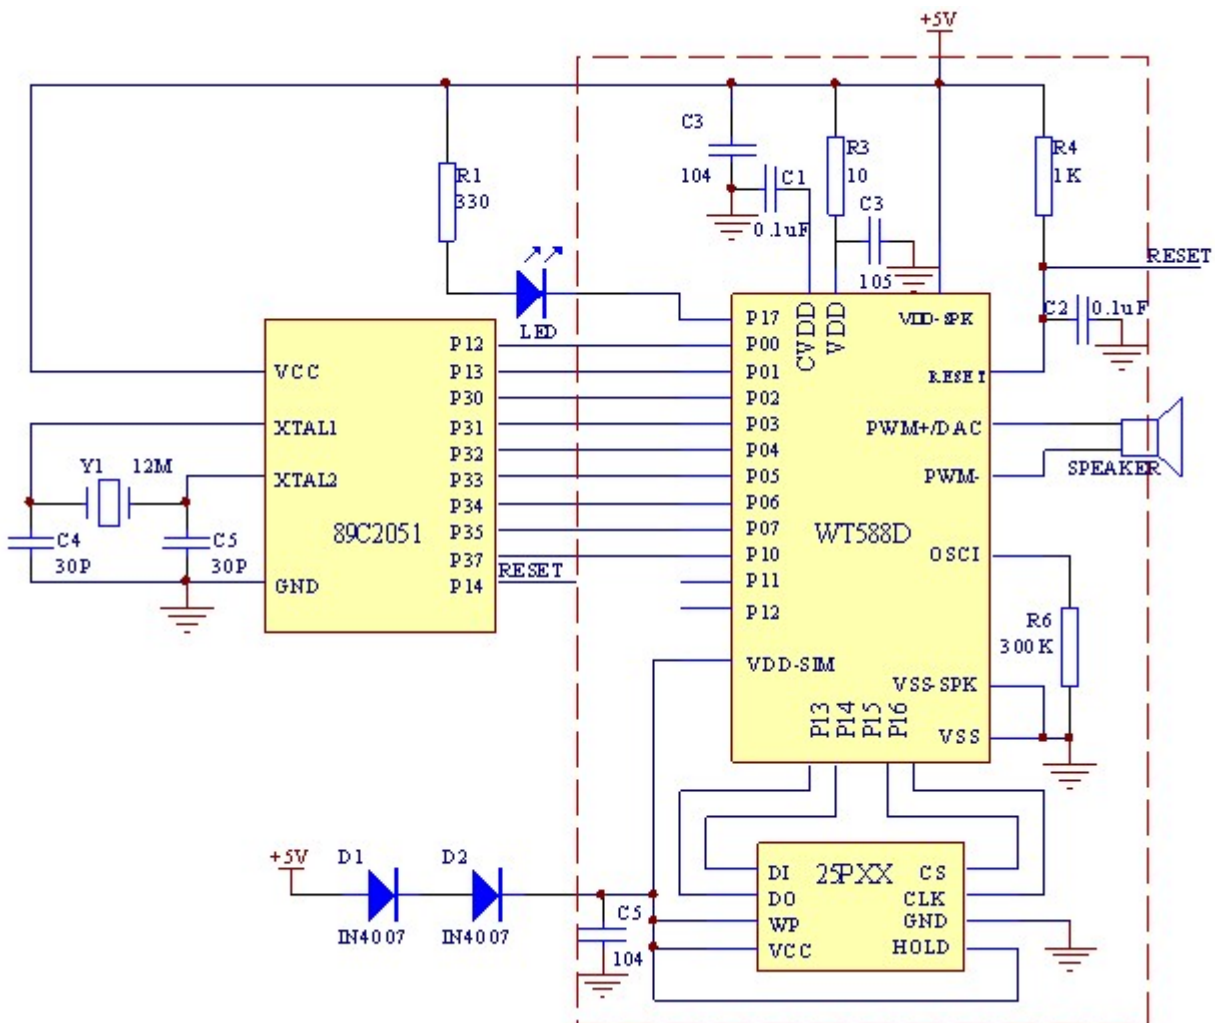 +5V
C3
104
C1
0.1uF
R3
10
C3
105
R4
1K
RESET
R1
330
LED
C2
0.1uF
VCC
XTAL1
XTAL2
GND
89C2051
P12
P13
P30
P31
P32
P33
P34
P35
P37
P14
RESET
Y1
12M
C4
30P
C5
30P
P17
P00
P01
P02
P03
P04
P05
P06
P07
P10
P11
P12
VDD-SIM
CVDD
VDD
VDD-SPK
RESET
PWM+/DAC
PWM-
WT588D
OSCI
VSS-SPK
VSS
P13
P14
P15
P16
SPEAKER
R6
300K
+5V
D1
IN4007
D2
IN4007
C5
104
25PXX
DI
DO
WP
VCC
CS
CLK
GND
HOLD